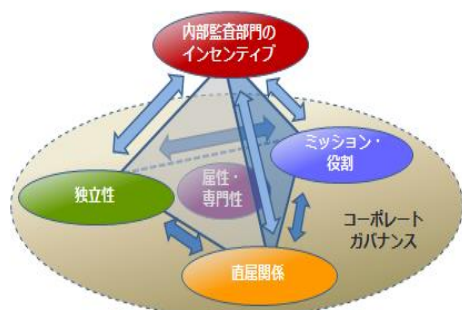 内部監査部門の
インセンティブ
ミッション・
役割
独立性
属性・
専門性
コーポレート
ガバナンス
直属関係